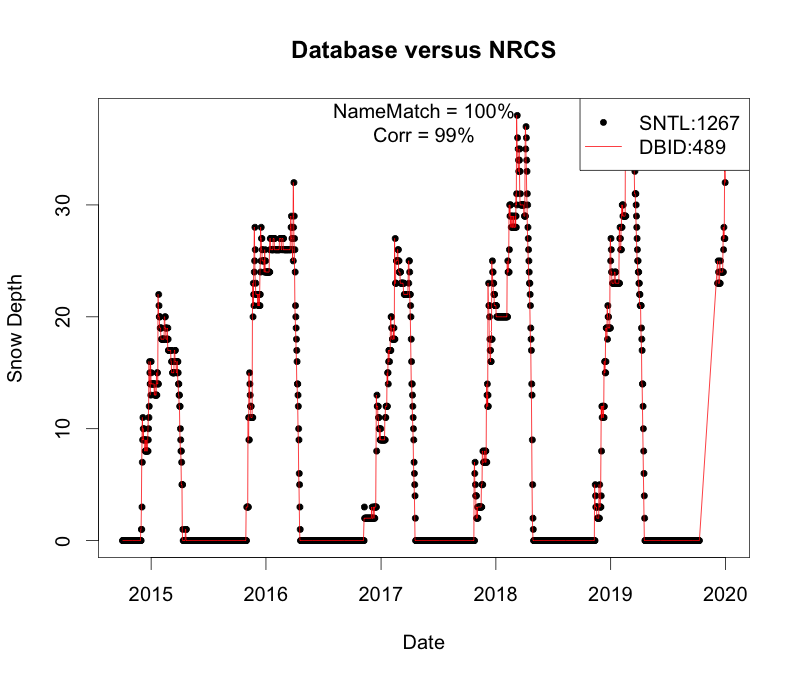 Database versus NRCS
NameMatch = 100%
Corr = 99%
SNTL:1267
DBID:489
Snow Depth
30
20
10
0
2015 2016 2017 2018 2019 2020
Date